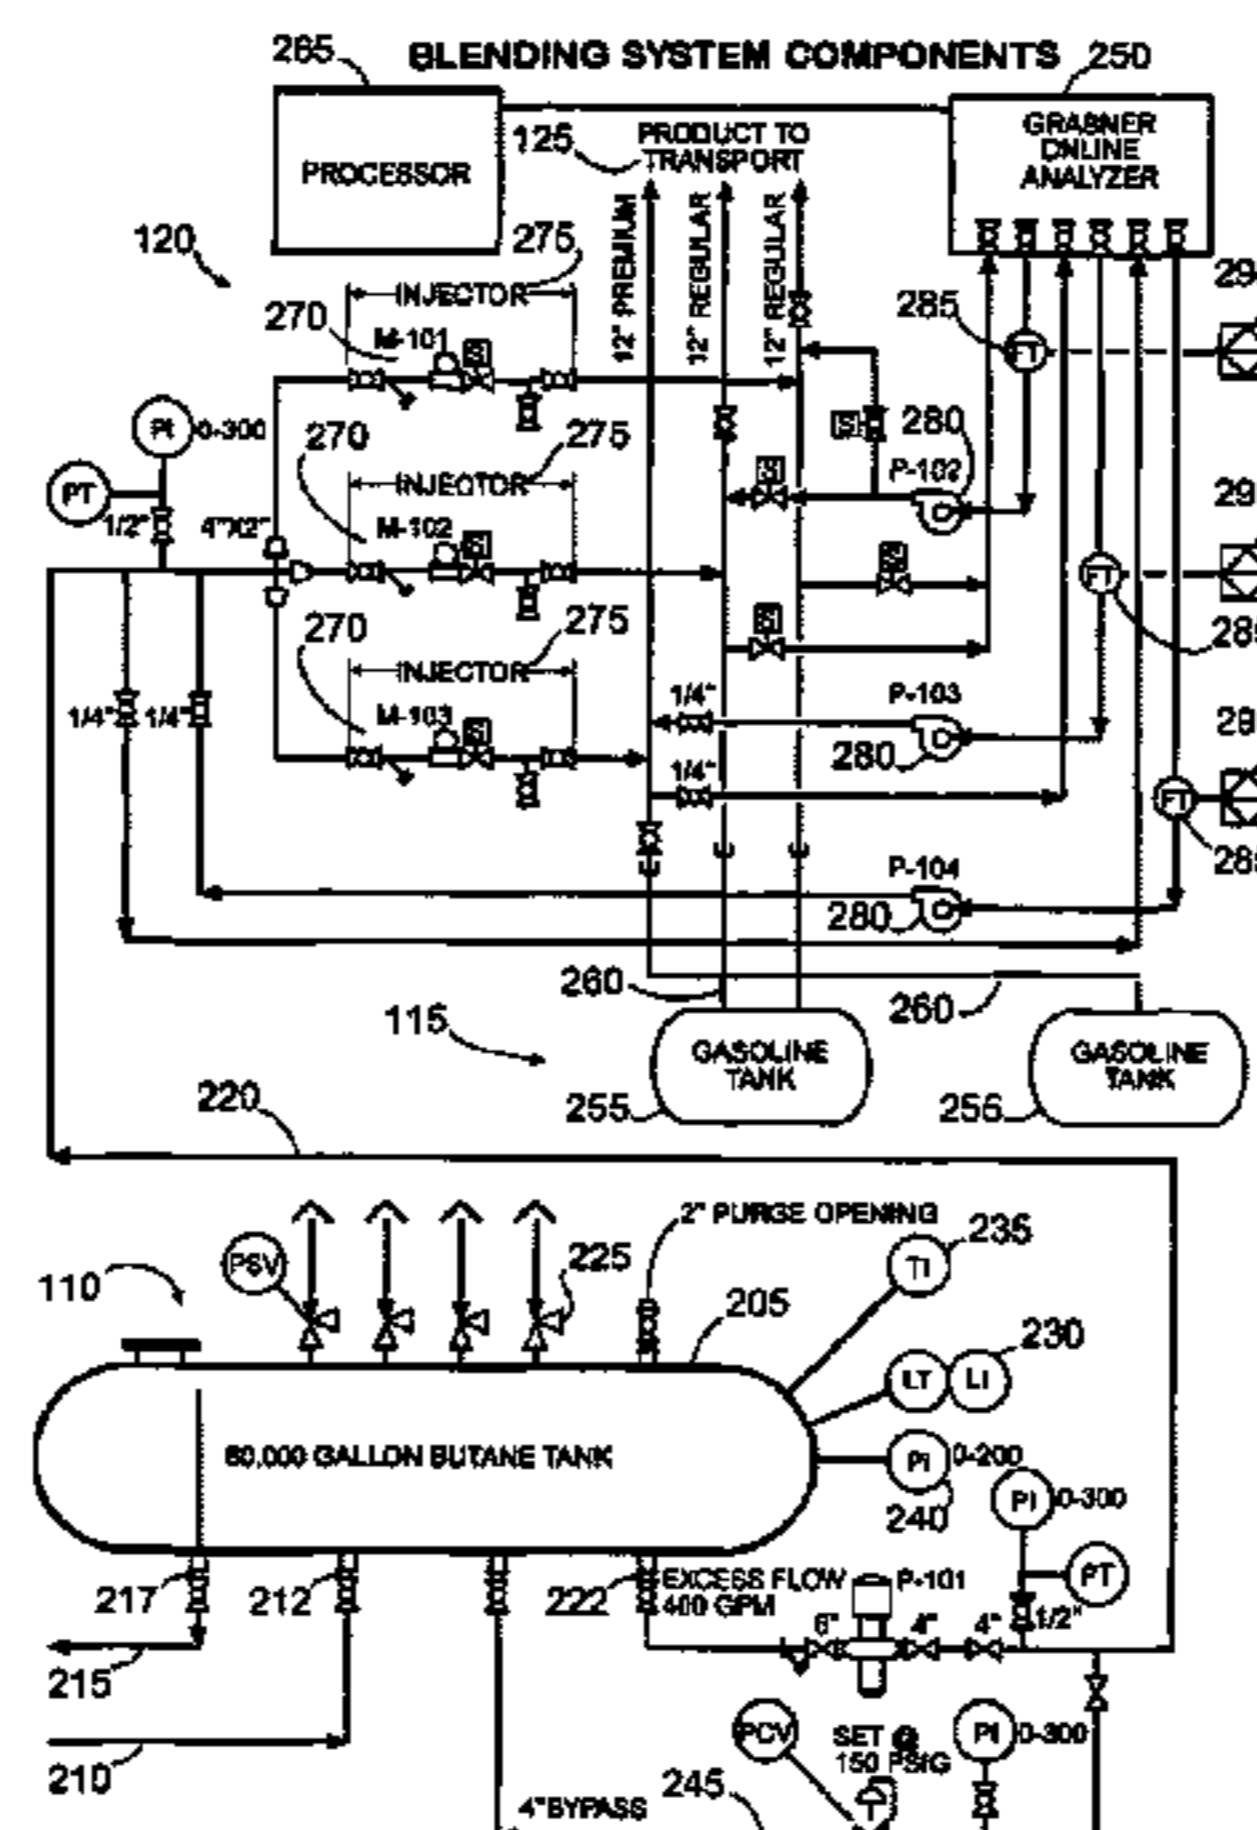 265
BLENDING SYSTEM COMPONENTS
250
PROCESSOR
125
PRODUCT TO
TRANSPORT
GRABNER
ONLINE
ANALYZER
120
12" PREMIUM
12" REGULAR
12" REGULAR
275
INJECTOR
270
M-101
285
FT
29
PI
0-300
PT
1/2"
4"X2"
270
275
INJECTOR
M-102
S
280
P-102
29
FT
28
270
275
INJECTOR
M-103
1/4"
1/4"
1/4"
P-103
280
1/4"
29
FT
28
P-104
280
260
260
115
GASOLINE
TANK
GASOLINE
TANK
255
256
220
2" PURGE OPENING
235
TI
PSV
225
110
205
230
LT
LI
60,000 GALLON BUTANE TANK
PI
0-200
240
PI
0-300
217
212
222
EXCESS FLOW
400 GPM
P-101
PT
6"
4"
4"
1/2"
215
PCV
SET @
150 PSIG
PI
0-300
210
245
4" BYPASS